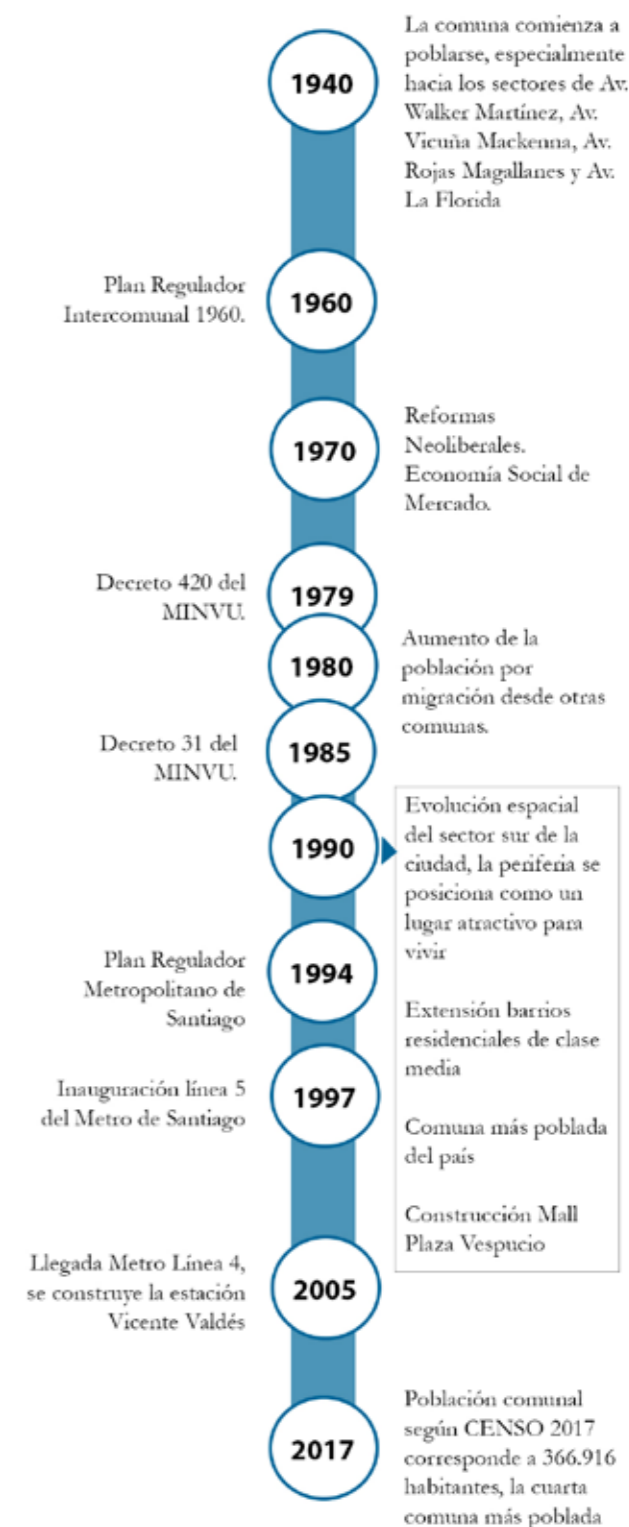 1940
La comuna comienza a
poblarse, especialmente
hacia los sectores de Av.
Walker Martínez, Av.
Vicuña Mackenna, Av.
Rojas Magallanes y Av.
La Florida
Plan Regulador
Intercomunal 1960.
1960
1970
Reformas
Neoliberales.
Economía Social de
Mercado.
Decreto 420 del
MINVU.
1979
1980
Aumento de la
población por
migración desde otras
comunas.
Decreto 31 del
MINVU.
1985
1990
Evolución espacial
del sector sur de la
ciudad, la periferia se
posiciona como un
lugar atractivo para
vivir
Extensión barrios
residenciales de clase
media
Comuna más poblada
del país
Construcción Mall
Plaza Vespucio
Plan Regulador
Metropolitano de
Santiago
1994
Inauguración línea 5
del Metro de Santiago
1997
Llegada Metro Línea 4,
se construye la estación
Vicente Valdés
2005
2017
Población comunal
según CENSO 2017
corresponde a 366.916
habitantes, la cuarta
comuna más poblada